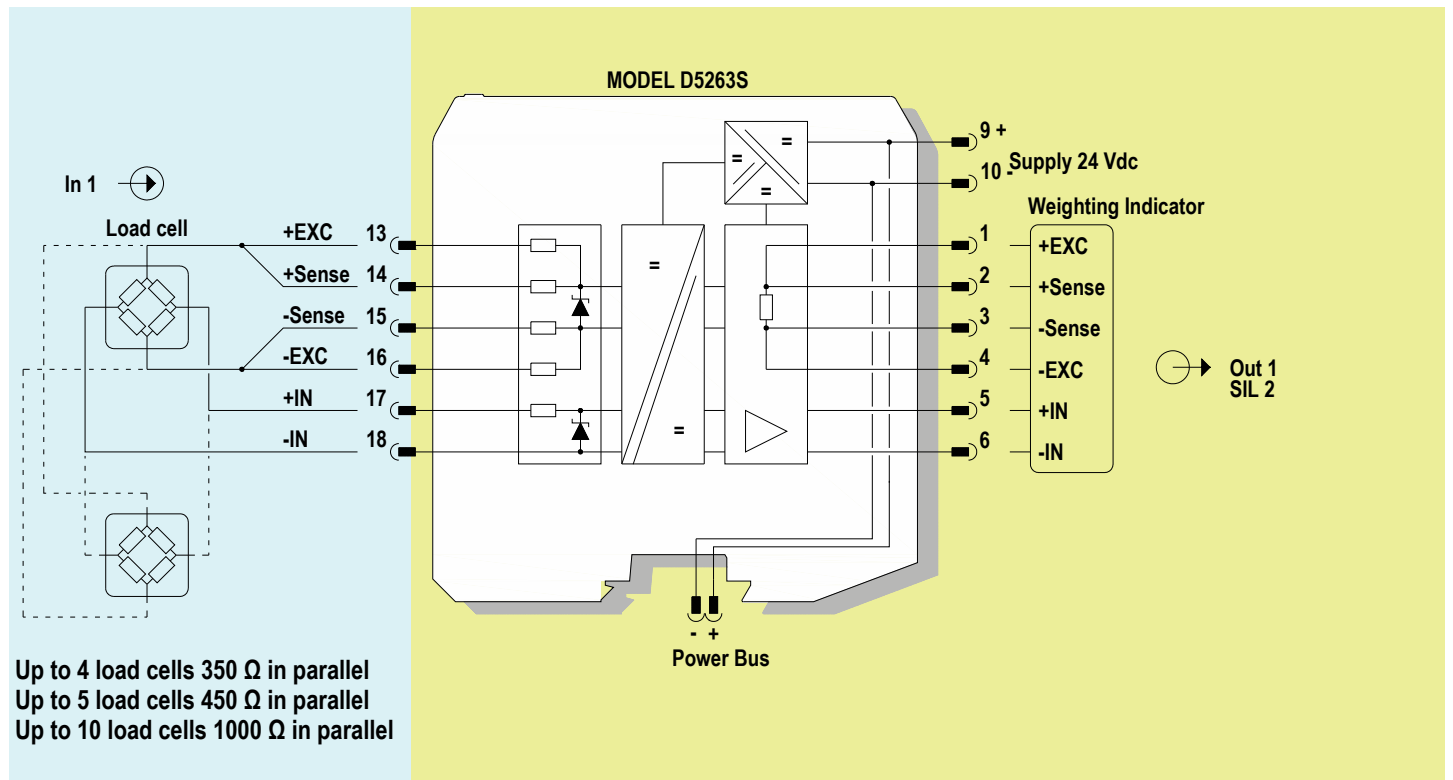 MODEL D5263S
In 1
Load cell
+EXC 13
+Sense 14
-Sense 15
-EXC 16
+IN 17
-IN 18
=
=
=
=
=
9 +
10 -
Supply 24 Vdc
Weighting Indicator
1 +EXC
2 +Sense
3 -Sense
4 -EXC
5 +IN
6 -IN
Out 1
SIL 2
- +
Power Bus
Up to 4 load cells 350 Ω in parallel
Up to 5 load cells 450 Ω in parallel
Up to 10 load cells 1000 Ω in parallel